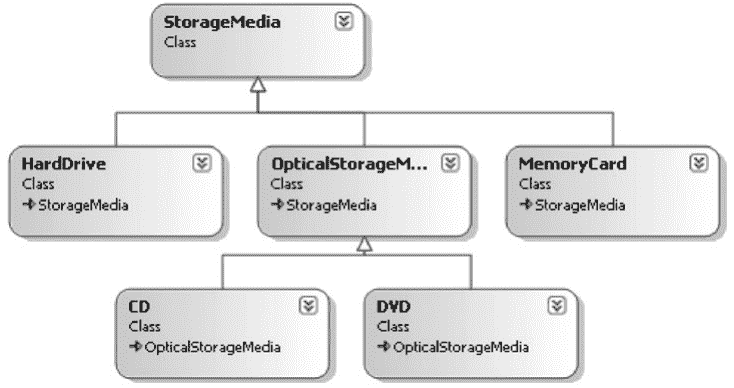 StorageMedia
Class
HardDrive
Class
StorageMedia
OpticalStorageM...
Class
StorageMedia
MemoryCard
Class
StorageMedia
CD
Class
OpticalStorageMedia
DVD
Class
OpticalStorageMedia